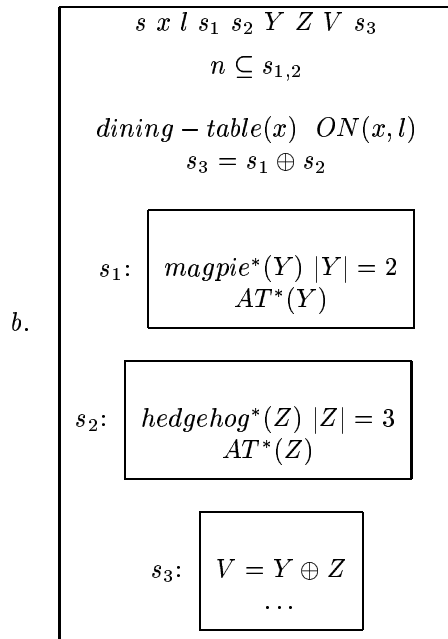 s x l s₁ s₂ Y Z V s₃
n ⊆ s₁,₂
dining – table(x) ON(x, l)
s₃ = s₁ ⊕ s₂
s₁: magpie*(Y) |Y| = 2
AT*(Y)
b.
s₂: hedgehog*(Z) |Z| = 3
AT*(Z)
s₃: V = Y ⊕ Z
...